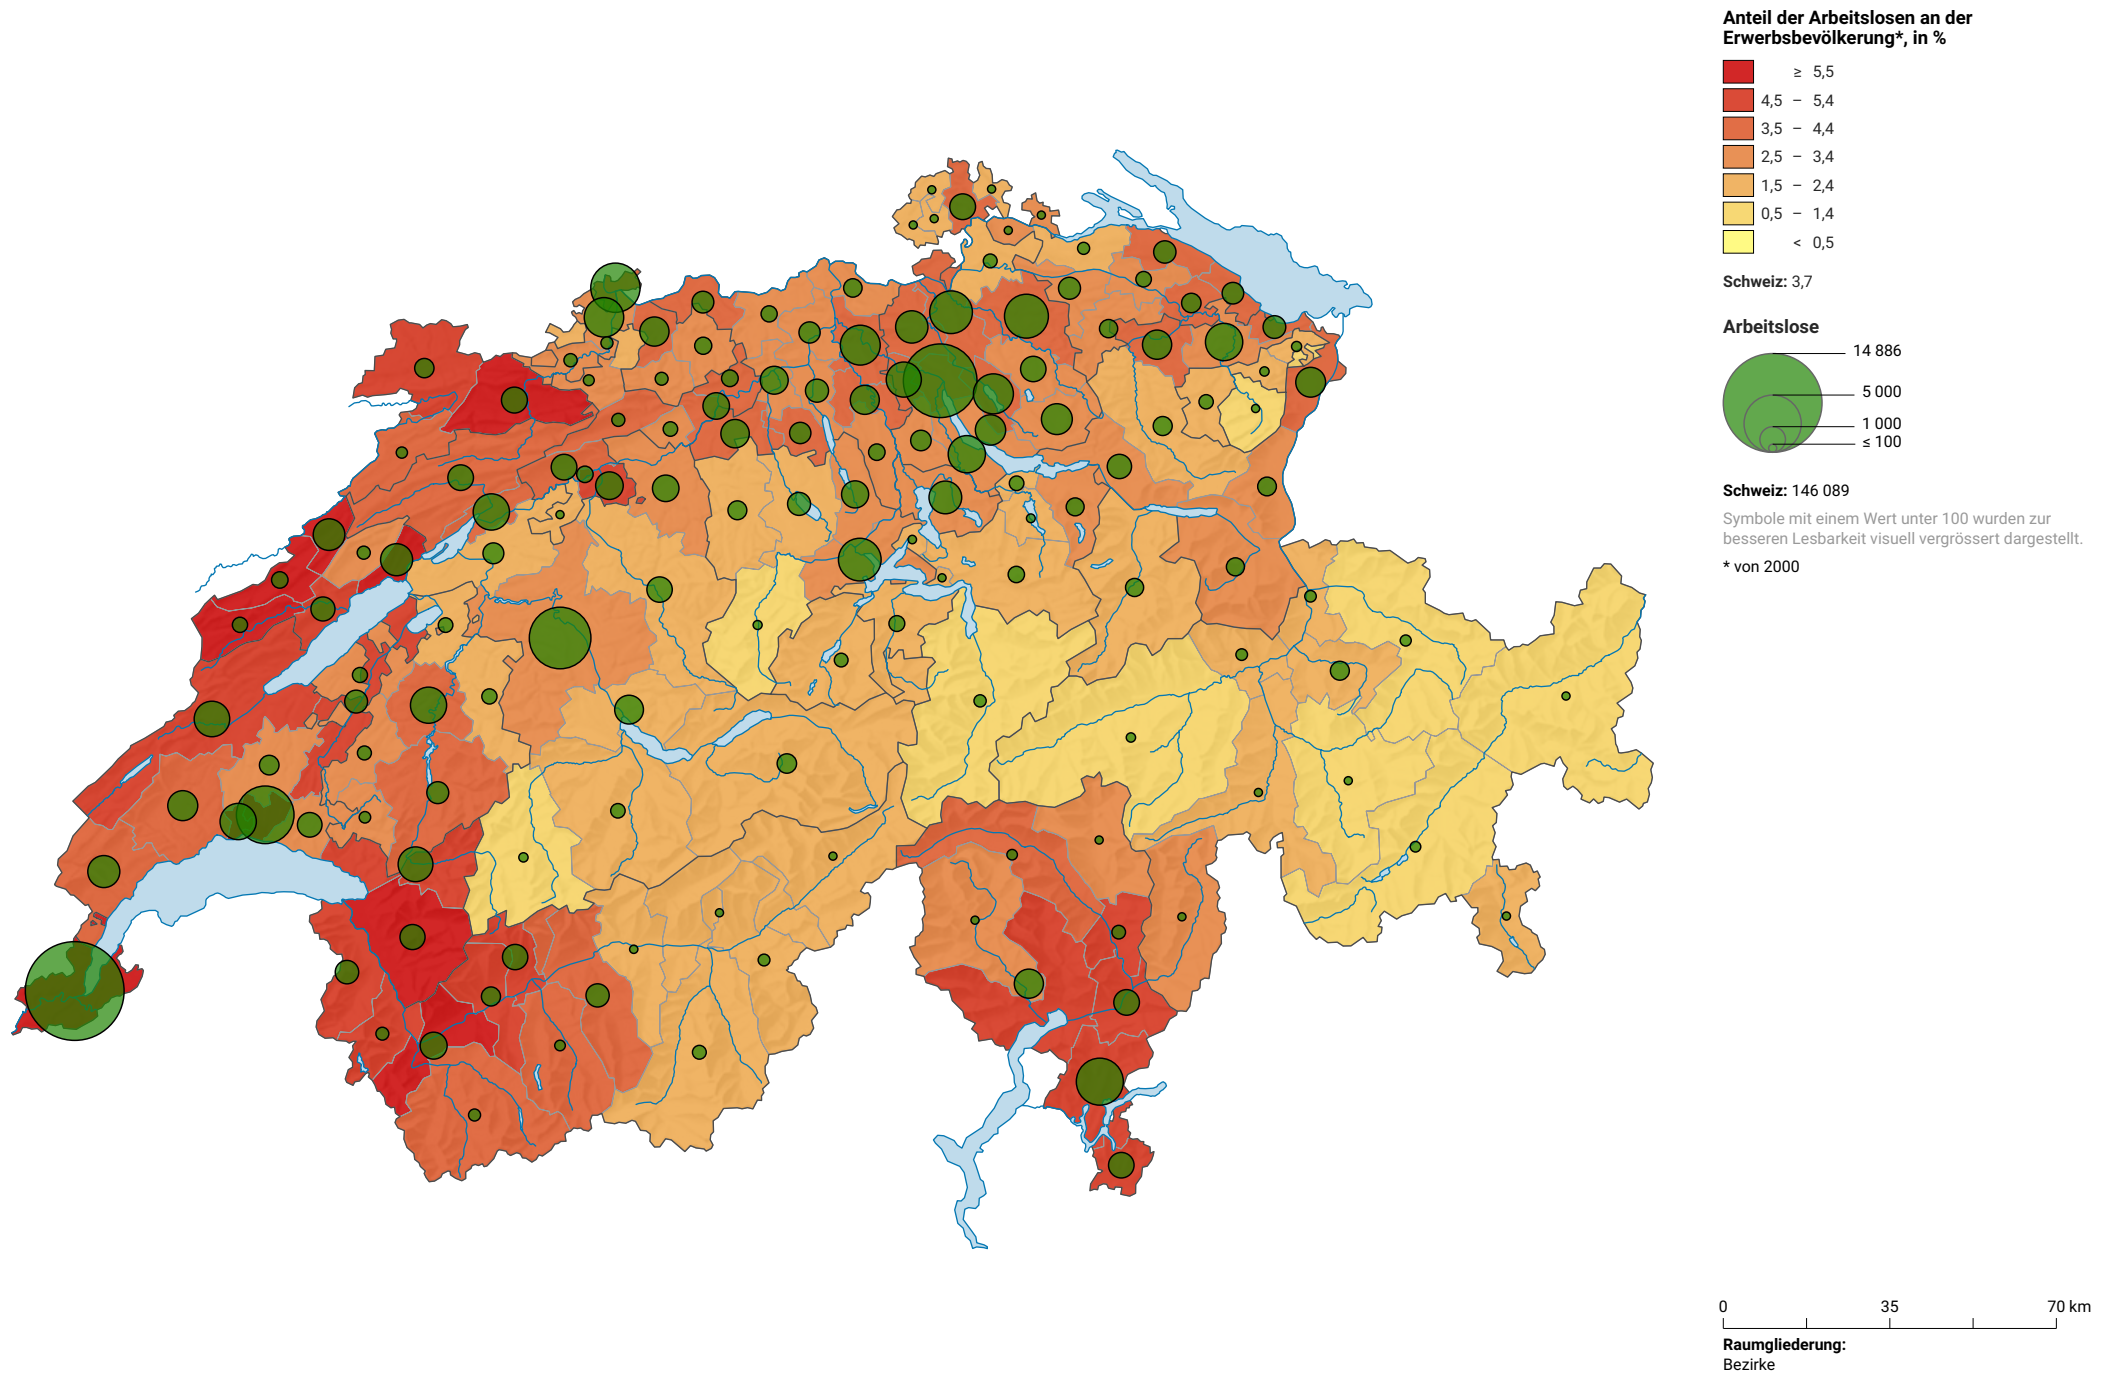 Anteil der Arbeitslosen an der
Erwerbsbevölkerung*, in %
≥ 5,5
4,5 – 5,4
3,5 – 4,4
2,5 – 3,4
1,5 – 2,4
0,5 – 1,4
< 0,5
Schweiz: 3,7
Arbeitslose
14 886
5 000
1 000
≤ 100
Schweiz: 146 089
Symbole mit einem Wert unter 100 wurden zur
besseren Lesbarkeit visuell vergrössert dargestellt.
* von 2000
0 35 70 km
Raumgliederung:
Bezirke